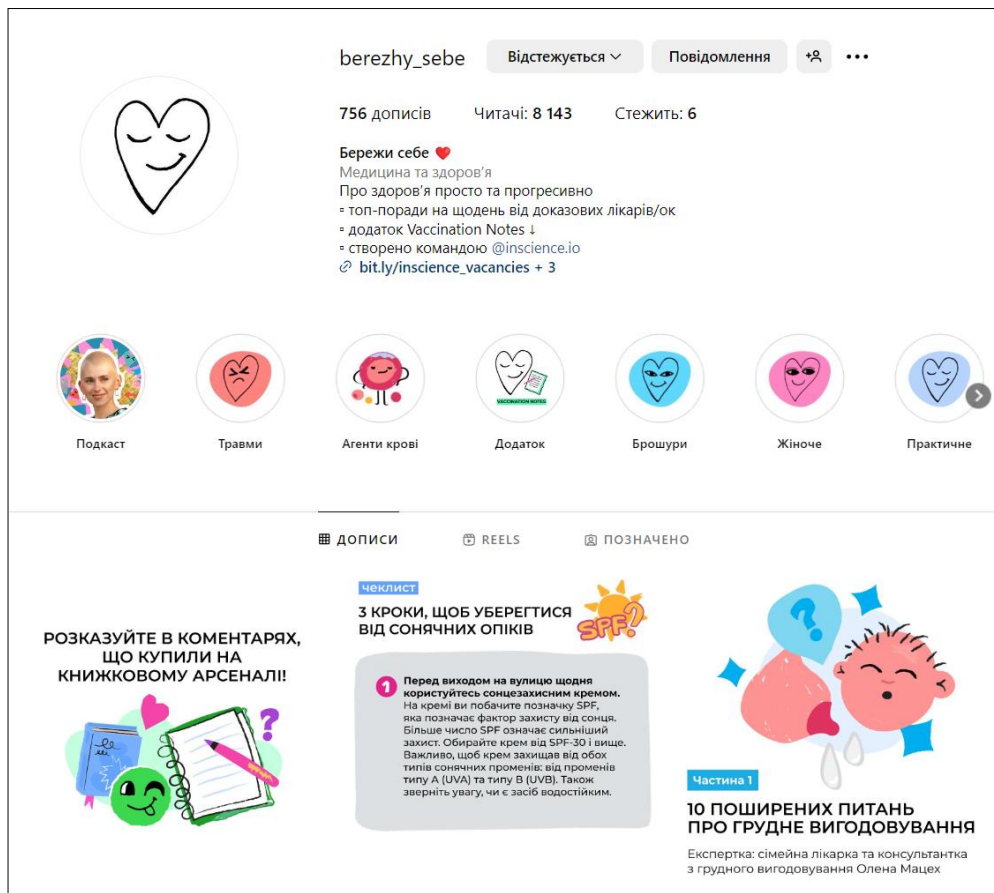 berezhy_sebe Відстежується Повідомлення
756 дописів Читачі: 8 143 Стежить: 6
Бережи себе ❤️
Медицина та здоров'я
Про здоров'я просто та прогресивно
▫ топ-поради на щодень від доказових лікарів/ок
▫ додаток Vaccination Notes ↓
▫ створено командою @inscience.io
bit.ly/inscience_vacancies + 3
VACCINATION NOTES
Подкаст Травми Агенти крові Додаток Брошури Жіноче Практичне
ДОПИСИ REELS ПОЗНАЧЕНО
РОЗКАЗУЙТЕ В КОМЕНТАРЯХ,
ЩО КУПИЛИ НА
КНИЖКОВОМУ АРСЕНАЛІ!
?
чеклист
3 КРОКИ, ЩОБ УБЕРЕГТИСЯ
ВІД СОНЯЧНИХ ОПІКІВ
SPF?
1 Перед виходом на вулицю щодня
користуйтесь сонцезахисним кремом.
На кремі ви побачите позначку SPF,
яка позначає фактор захисту від сонця.
Більше число SPF означає сильніший
захист. Обирайте крем від SPF-30 і вище.
Важливо, щоб крем захищав від обох
типів сонячних променів: від променів
типу А (UVA) та типу В (UVB). Також
зверніть увагу, чи є засіб водостійким.
?
Частина 1
10 ПОШИРЕНИХ ПИТАНЬ
ПРО ГРУДНЕ ВИГОДОВУВАННЯ
Експертка: сімейна лікарка та консультантка
з грудного вигодовування Олена Мацех